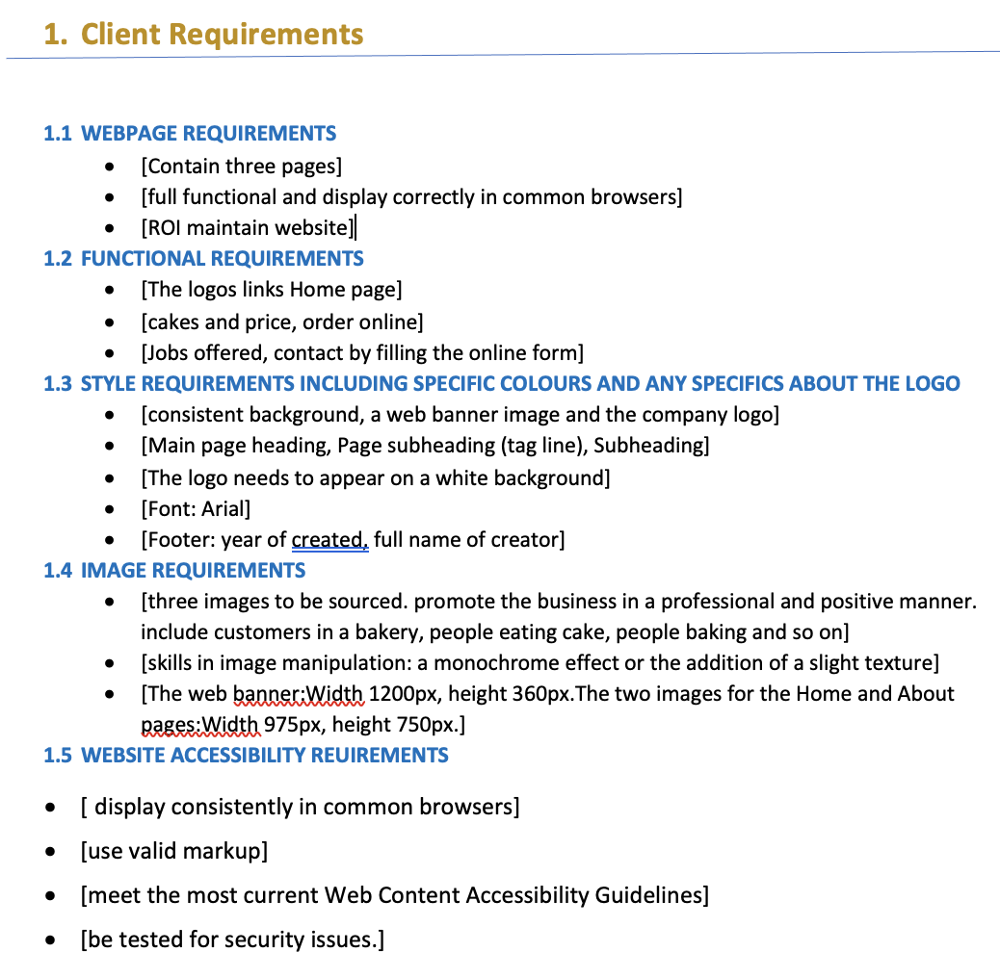 1. Client Requirements
1.1 WEBPAGE REQUIREMENTS
• [Contain three pages]
• [full functional and display correctly in common browsers]
• [ROI maintain website]
1.2 FUNCTIONAL REQUIREMENTS
• [The logos links Home page]
• [cakes and price, order online]
• [Jobs offered, contact by filling the online form]
1.3 STYLE REQUIREMENTS INCLUDING SPECIFIC COLOURS AND ANY SPECIFICS ABOUT THE LOGO
• [consistent background, a web banner image and the company logo]
• [Main page heading, Page subheading (tag line), Subheading]
• [The logo needs to appear on a white background]
• [Font: Arial]
• [Footer: year of created, full name of creator]
1.4 IMAGE REQUIREMENTS
• [three images to be sourced. promote the business in a professional and positive manner.
include customers in a bakery, people eating cake, people baking and so on]
• [skills in image manipulation: a monochrome effect or the addition of a slight texture]
• [The web banner:Width 1200px, height 360px.The two images for the Home and About
pages:Width 975px, height 750px.]
1.5 WEBSITE ACCESSIBILITY REUIREMENTS
• [ display consistently in common browsers]
• [use valid markup]
• [meet the most current Web Content Accessibility Guidelines]
• [be tested for security issues.]